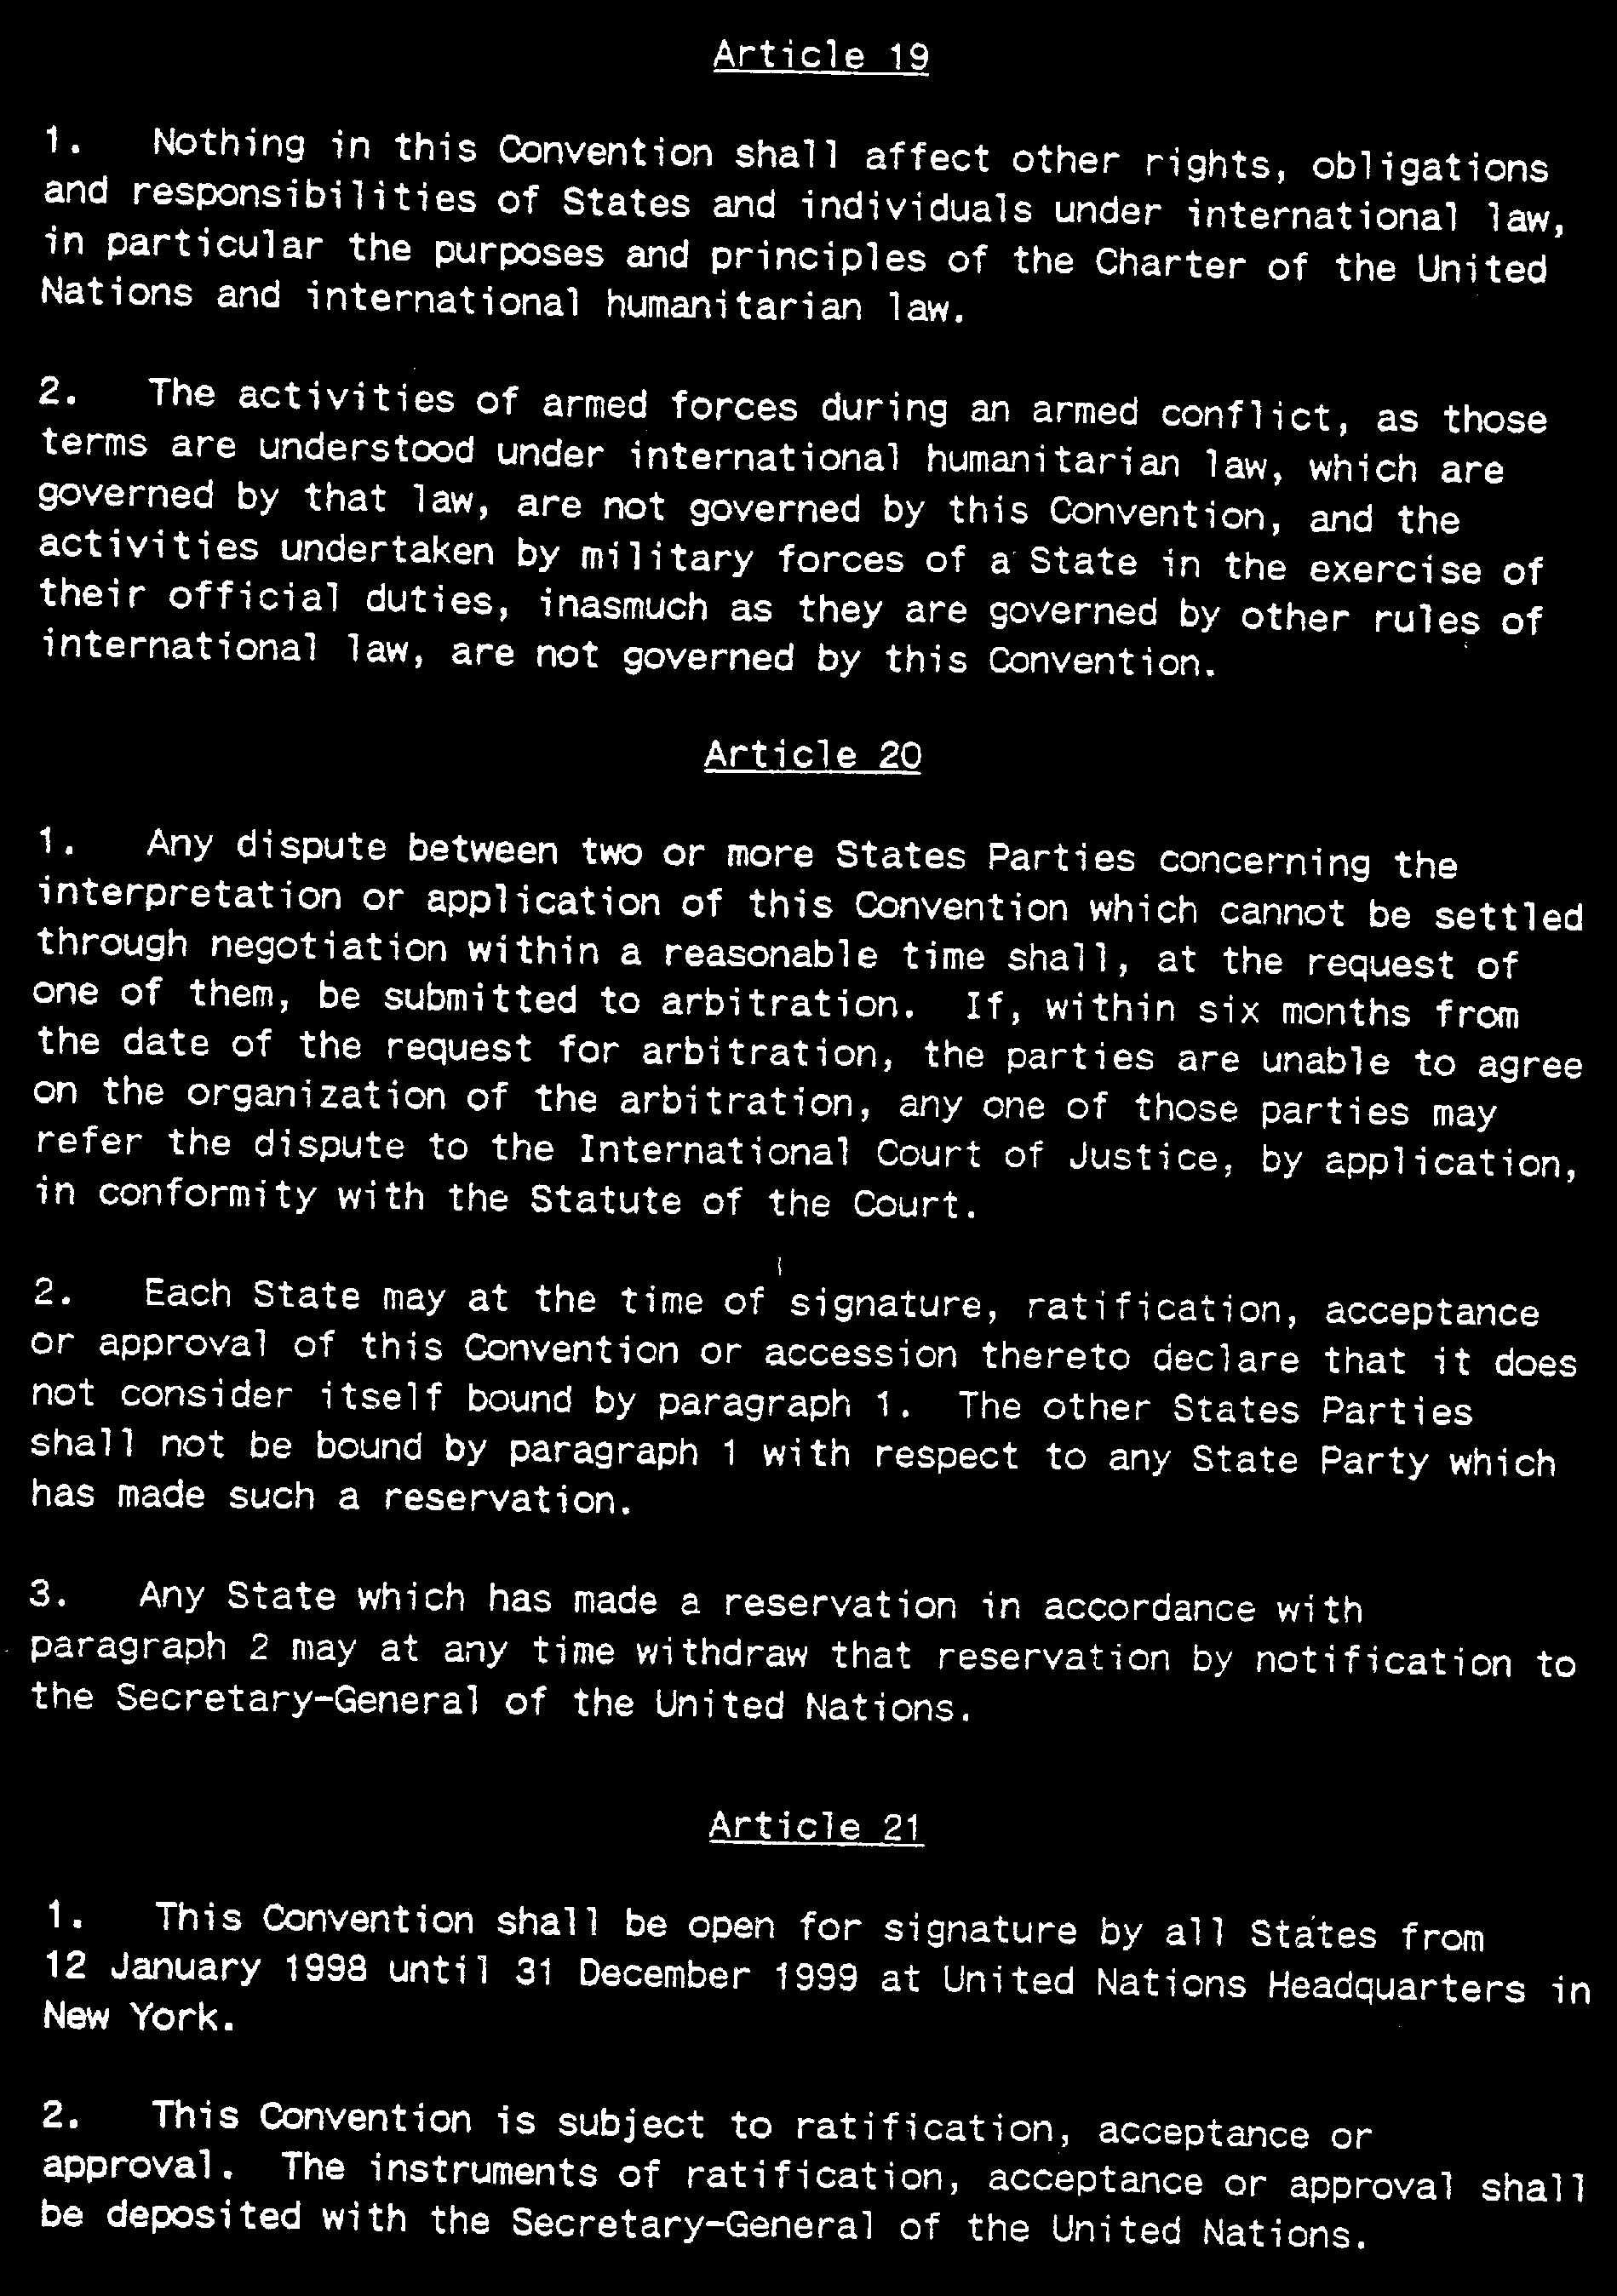 Article 19
1. Nothing in this Convention shall affect other rights, obligations
and responsibilities of States and individuals under international law,
in particular the purposes and principles of the Charter of the United
Nations and international humanitarian law.
2. The activities of armed forces during an armed conflict, as those
terms are understood under international humanitarian law, which are
governed by that law, are not governed by this Convention, and the
activities undertaken by military forces of a State in the exercise of
their official duties, inasmuch as they are governed by other rules of
international law, are not governed by this Convention.
Article 20
1. Any dispute between two or more States Parties concerning the
interpretation or application of this Convention which cannot be settled
through negotiation within a reasonable time shall, at the request of
one of them, be submitted to arbitration. If, within six months from
the date of the request for arbitration, the parties are unable to agree
on the organization of the arbitration, any one of those parties may
refer the dispute to the International Court of Justice, by application,
in conformity with the Statute of the Court.
2. Each State may at the time of signature, ratification, acceptance
or approval of this Convention or accession thereto declare that it does
not consider itself bound by paragraph 1. The other States Parties
shall not be bound by paragraph 1 with respect to any State Party which
has made such a reservation.
3. Any State which has made a reservation in accordance with
paragraph 2 may at any time withdraw that reservation by notification to
the Secretary-General of the United Nations.
Article 21
1. This Convention shall be open for signature by all States from
12 January 1998 until 31 December 1999 at United Nations Headquarters in
New York.
2. This Convention is subject to ratification, acceptance or
approval. The instruments of ratification, acceptance or approval shall
be deposited with the Secretary-General of the United Nations.